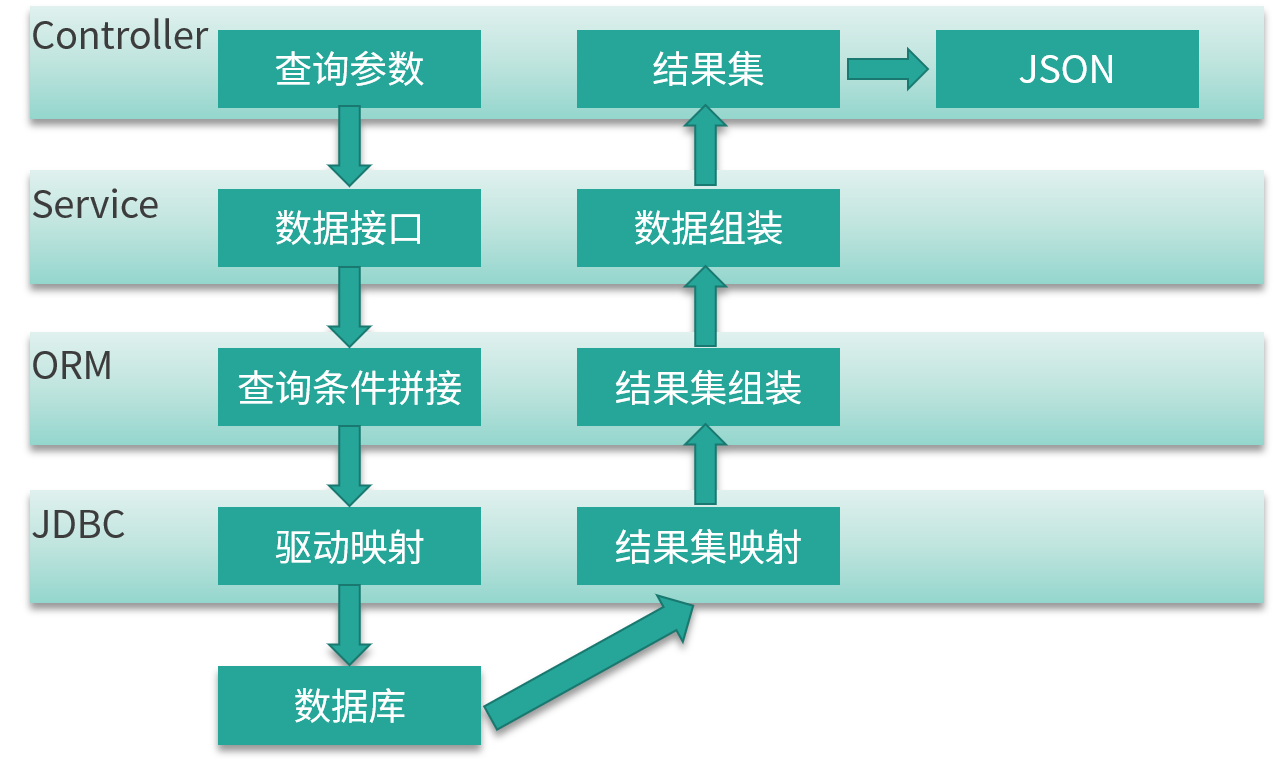 Controller
查询参数
结果集
JSON
Service
数据接口
数据组装
ORM
查询条件拼接
结果集组装
JDBC
驱动映射
结果集映射
数据库